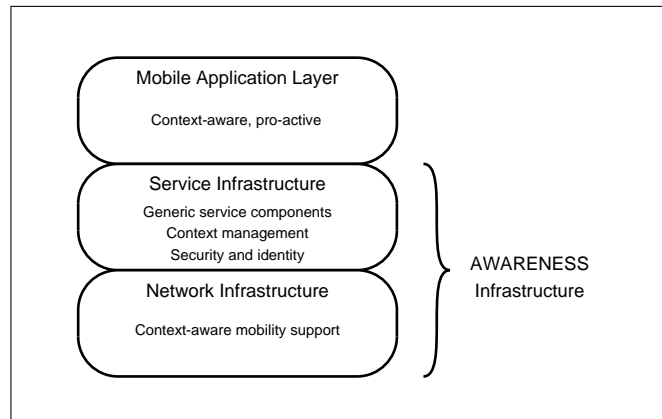 Mobile Application Layer
Context-aware, pro-active
Service Infrastructure
Generic service components
Context management
Security and identity
Network Infrastructure
Context-aware mobility support
AWARENESS
Infrastructure